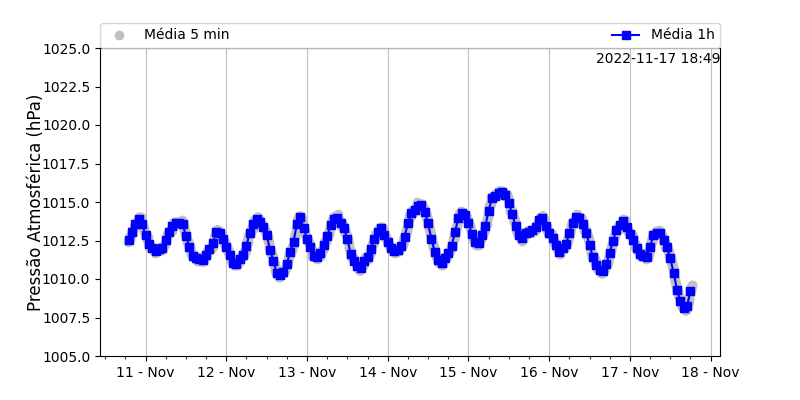 Média 5 min
Média 1h
2022-11-17 18:49
Pressão Atmosférica (hPa)
1025.0
1022.5
1020.0
1017.5
1015.0
1012.5
1010.0
1007.5
1005.0
11 - Nov
12 - Nov
13 - Nov
14 - Nov
15 - Nov
16 - Nov
17 - Nov
18 - Nov